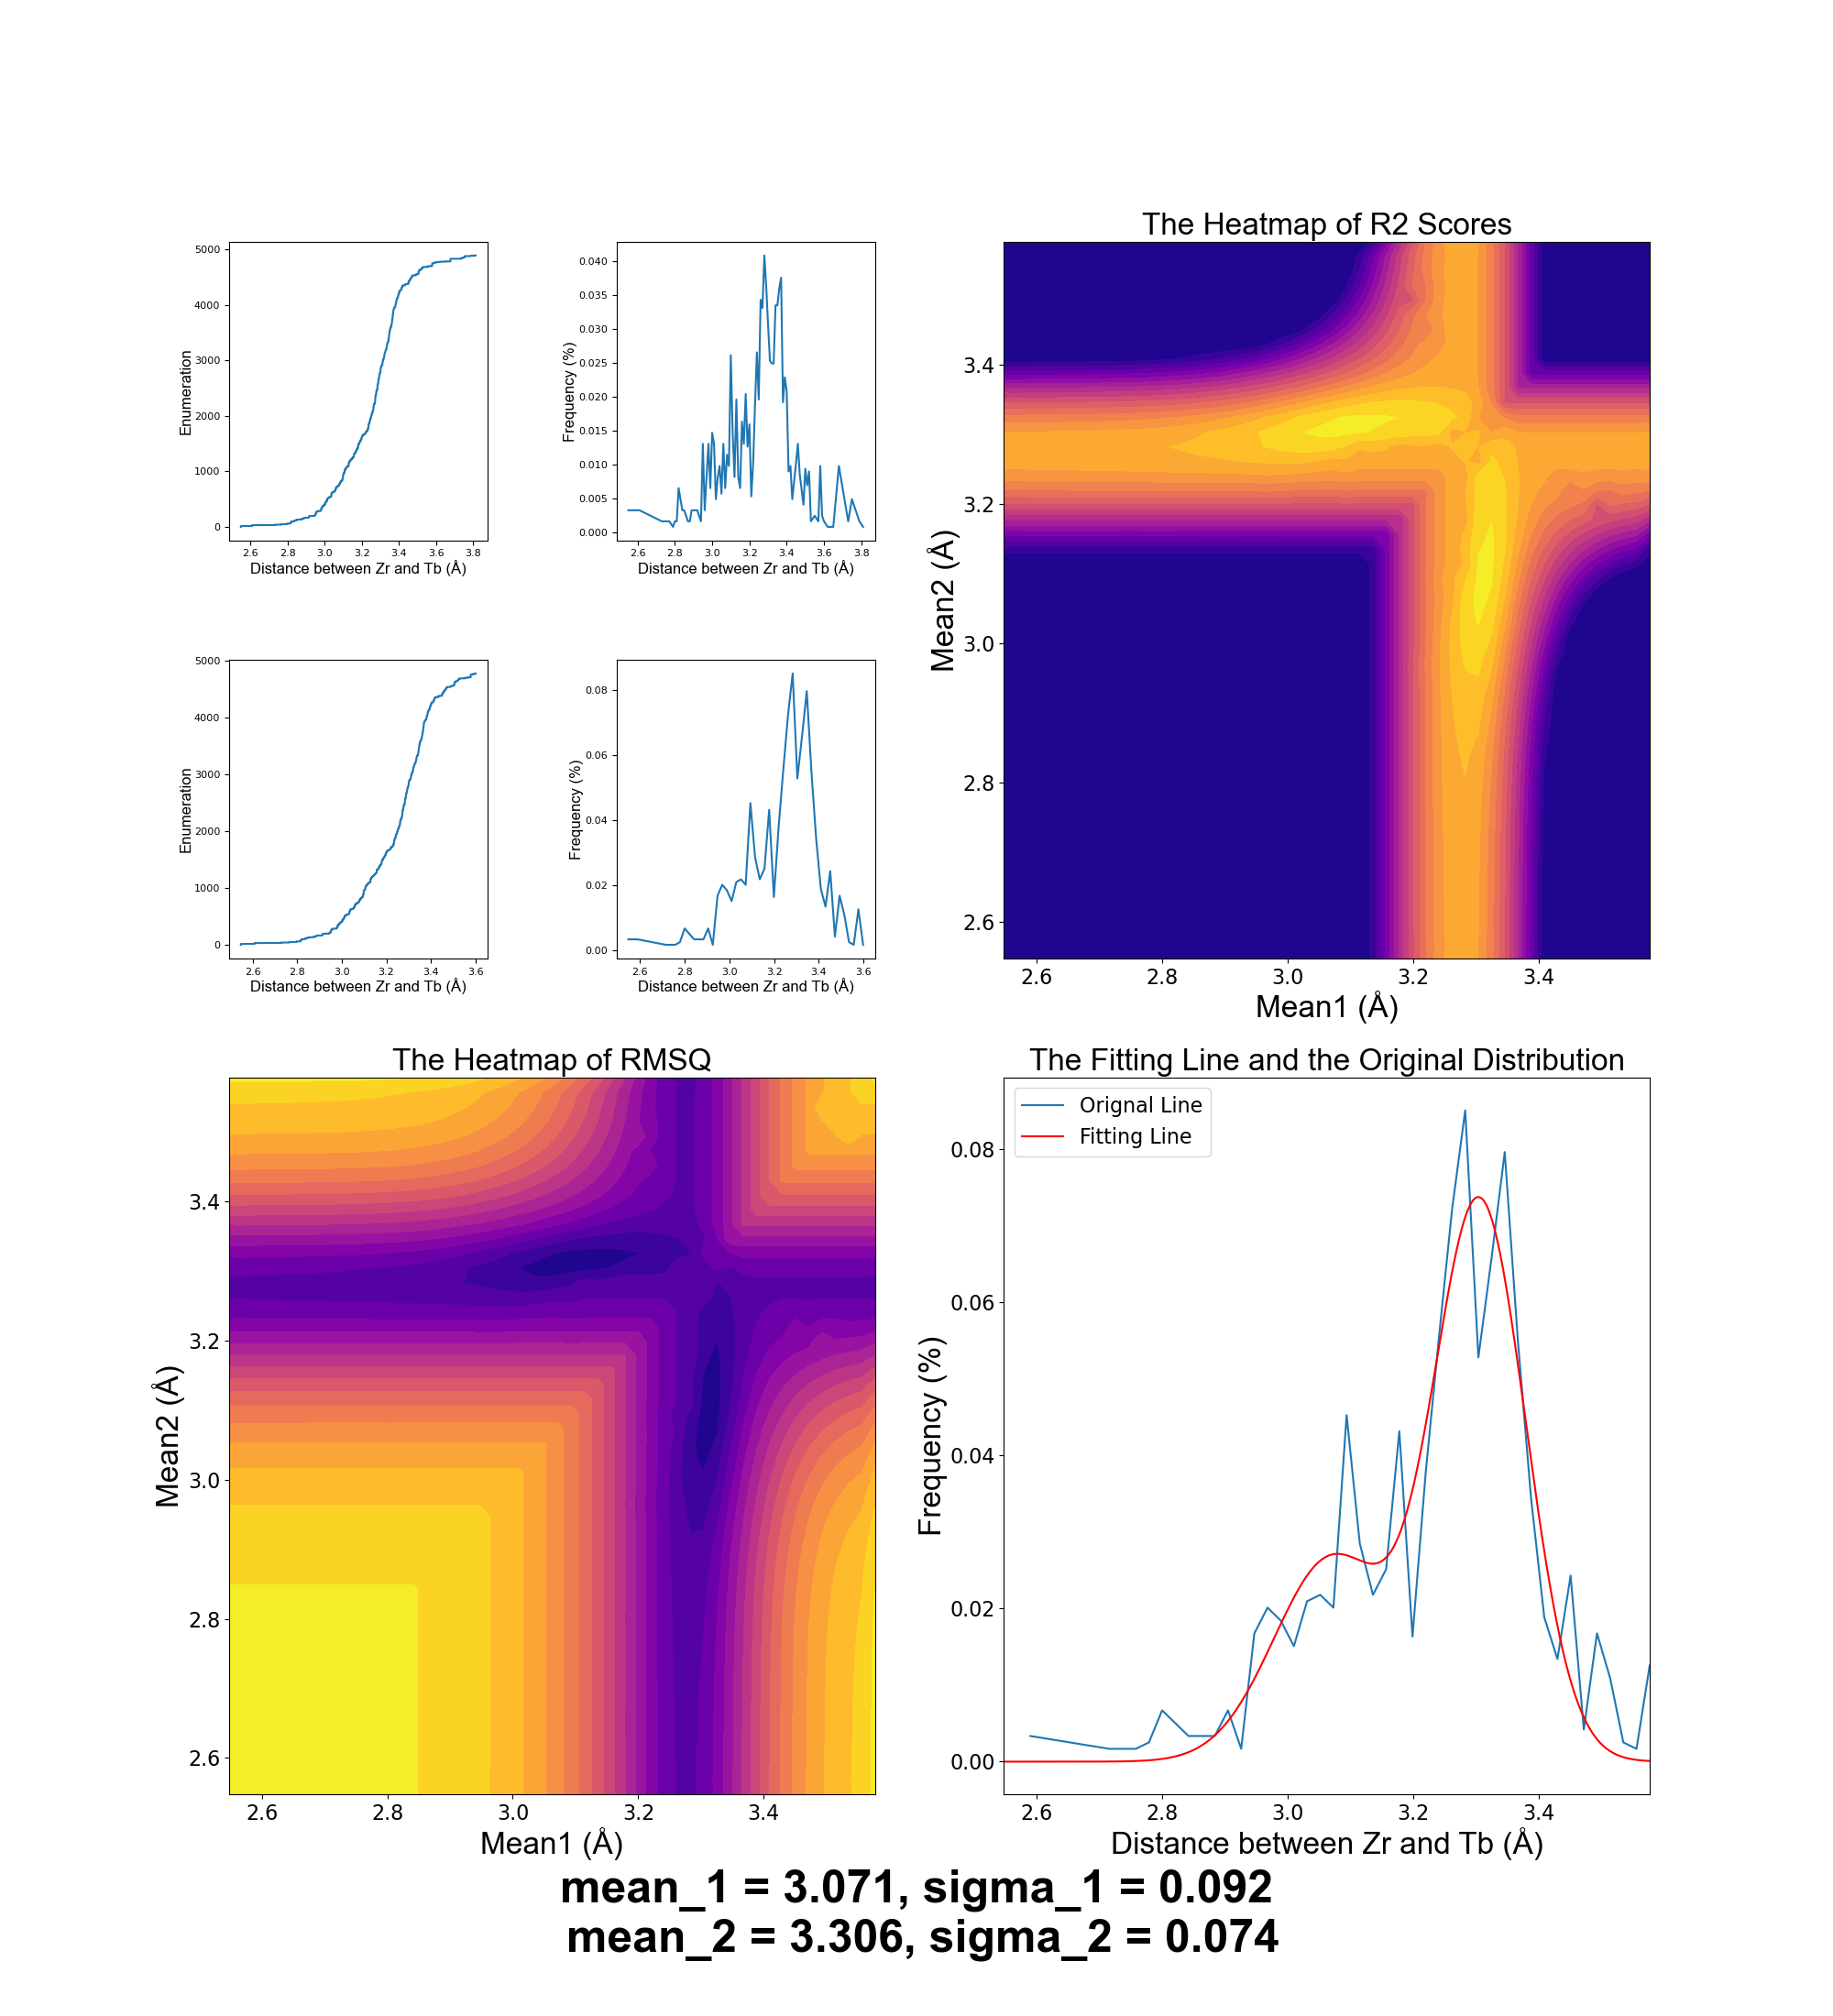 5000
4000
3000
2000
1000
0
Enumeration
2.6 2.8 3.0 3.2 3.4 3.6 3.8
Distance between Zr and Tb (Å)
0.040
0.035
0.030
0.025
0.020
0.015
0.010
0.005
0.000
Frequency (%)
2.6 2.8 3.0 3.2 3.4 3.6 3.8
Distance between Zr and Tb (Å)
5000
4000
3000
2000
1000
0
Enumeration
2.6 2.8 3.0 3.2 3.4 3.6
Distance between Zr and Tb (Å)
0.08
0.06
0.04
0.02
0.00
Frequency (%)
2.6 2.8 3.0 3.2 3.4 3.6
Distance between Zr and Tb (Å)
The Heatmap of R2 Scores
3.4
3.2
3.0
2.8
2.6
Mean2 (Å)
2.6 2.8 3.0 3.2 3.4
Mean1 (Å)
The Heatmap of RMSQ
3.4
3.2
3.0
2.8
2.6
Mean2 (Å)
2.6 2.8 3.0 3.2 3.4
Mean1 (Å)
The Fitting Line and the Original Distribution
Orignal Line
Fitting Line
0.08
0.06
0.04
0.02
0.00
Frequency (%)
2.6 2.8 3.0 3.2 3.4
Distance between Zr and Tb (Å)
mean_1 = 3.071, sigma_1 = 0.092
mean_2 = 3.306, sigma_2 = 0.074